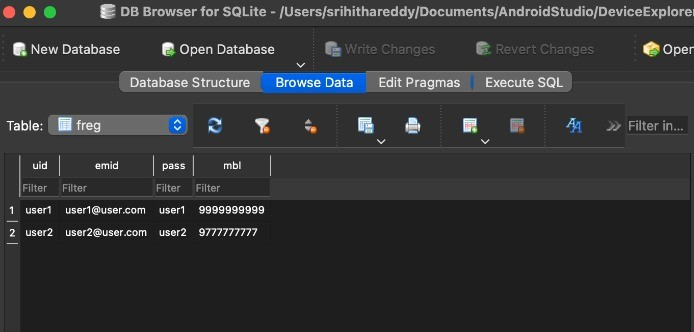 DB Browser for SQLite - /Users/srihithareddy/Documents/AndroidStudio/DeviceExplorer
New Database Open Database Write Changes Revert Changes Open
Database Structure Browse Data Edit Pragmas Execute SQL
Table: freg Filter in...
uid emid pass mbl
Filter Filter Filter Filter
1 user1 user1@user.com user1 9999999999
2 user2 user2@user.com user2 9777777777